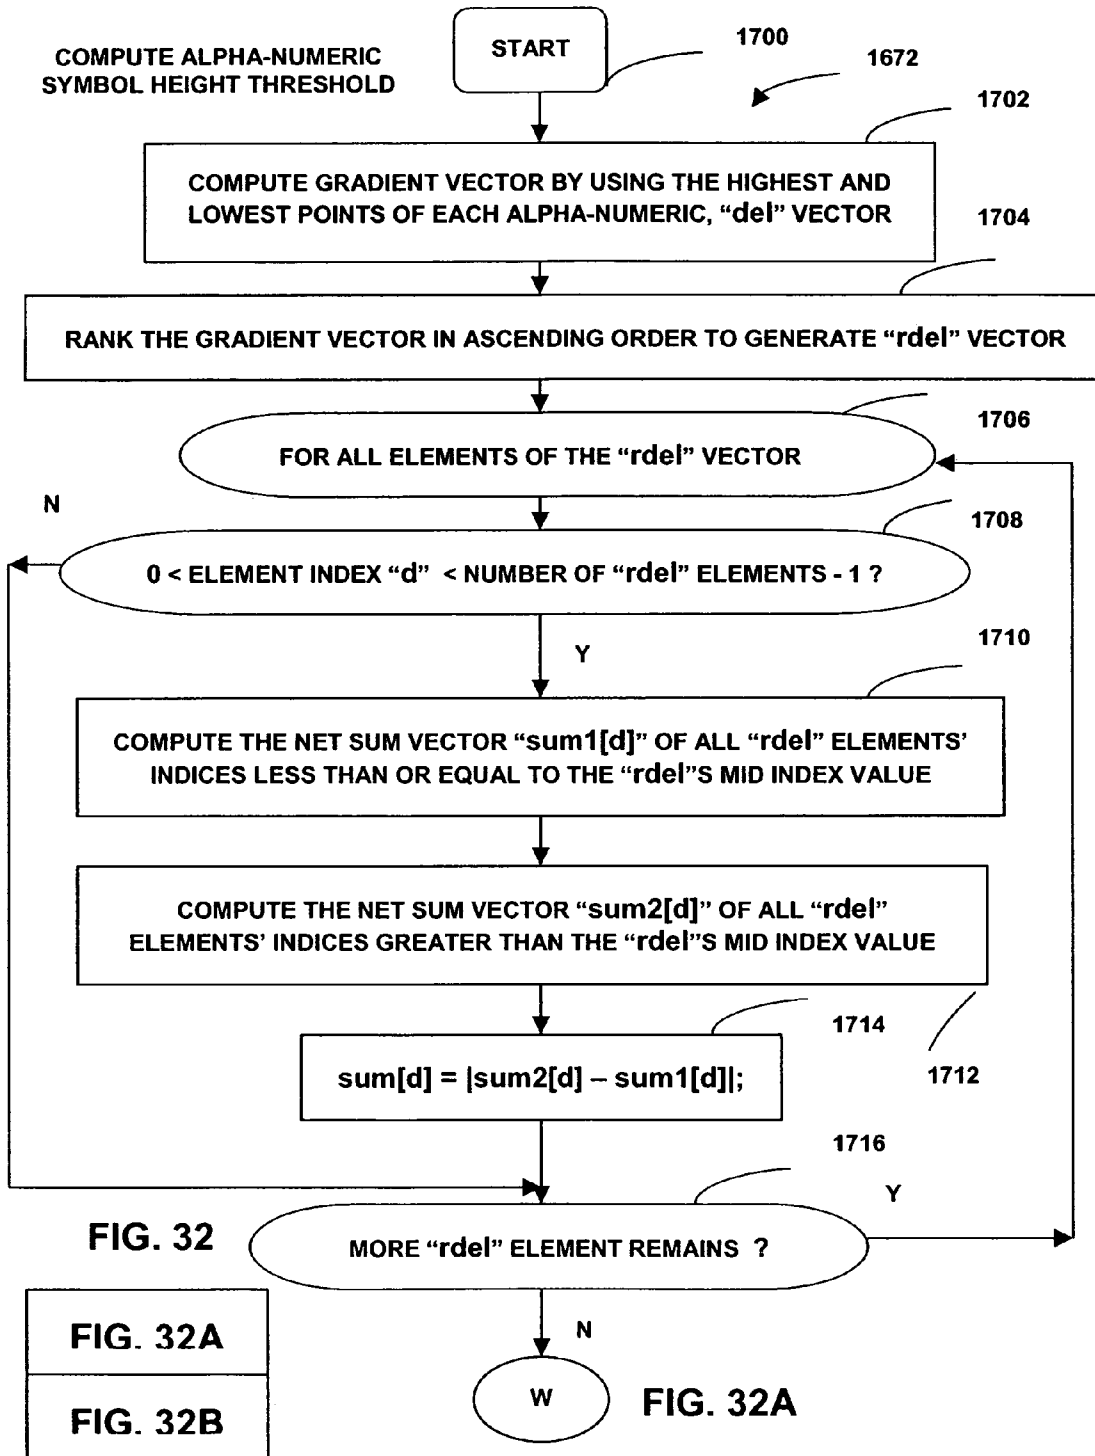 COMPUTE ALPHA-NUMERIC
SYMBOL HEIGHT THRESHOLD
START
1700
1672
1702
COMPUTE GRADIENT VECTOR BY USING THE HIGHEST AND
LOWEST POINTS OF EACH ALPHA-NUMERIC, “del” VECTOR
1704
RANK THE GRADIENT VECTOR IN ASCENDING ORDER TO GENERATE “rdel” VECTOR
1706
FOR ALL ELEMENTS OF THE “rdel” VECTOR
N
1708
0 < ELEMENT INDEX “d” < NUMBER OF “rdel” ELEMENTS - 1 ?
Y
1710
COMPUTE THE NET SUM VECTOR “sum1[d]” OF ALL “rdel” ELEMENTS’
INDICES LESS THAN OR EQUAL TO THE “rdel”S MID INDEX VALUE
COMPUTE THE NET SUM VECTOR “sum2[d]” OF ALL “rdel”
ELEMENTS’ INDICES GREATER THAN THE “rdel”S MID INDEX VALUE
1712
1714
sum[d] = |sum2[d] – sum1[d]|;
1716
Y
MORE “rdel” ELEMENT REMAINS ?
N
W
FIG. 32
FIG. 32A
FIG. 32B
FIG. 32A